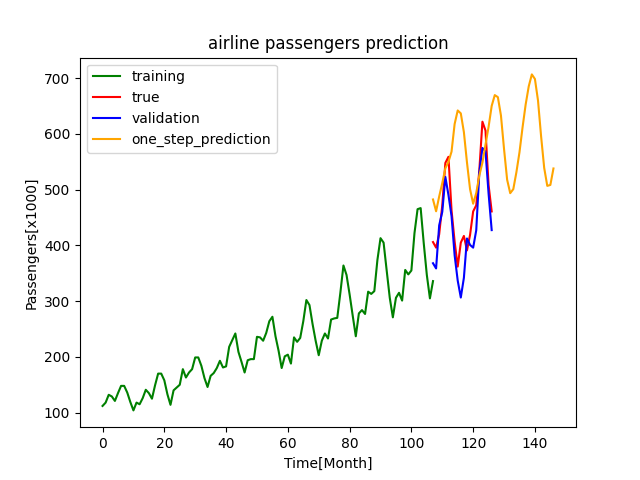 airline passengers prediction
training
true
validation
one_step_prediction
Passengers[x1000]
700
600
500
400
300
200
100
0 20 40 60 80 100 120 140
Time[Month]